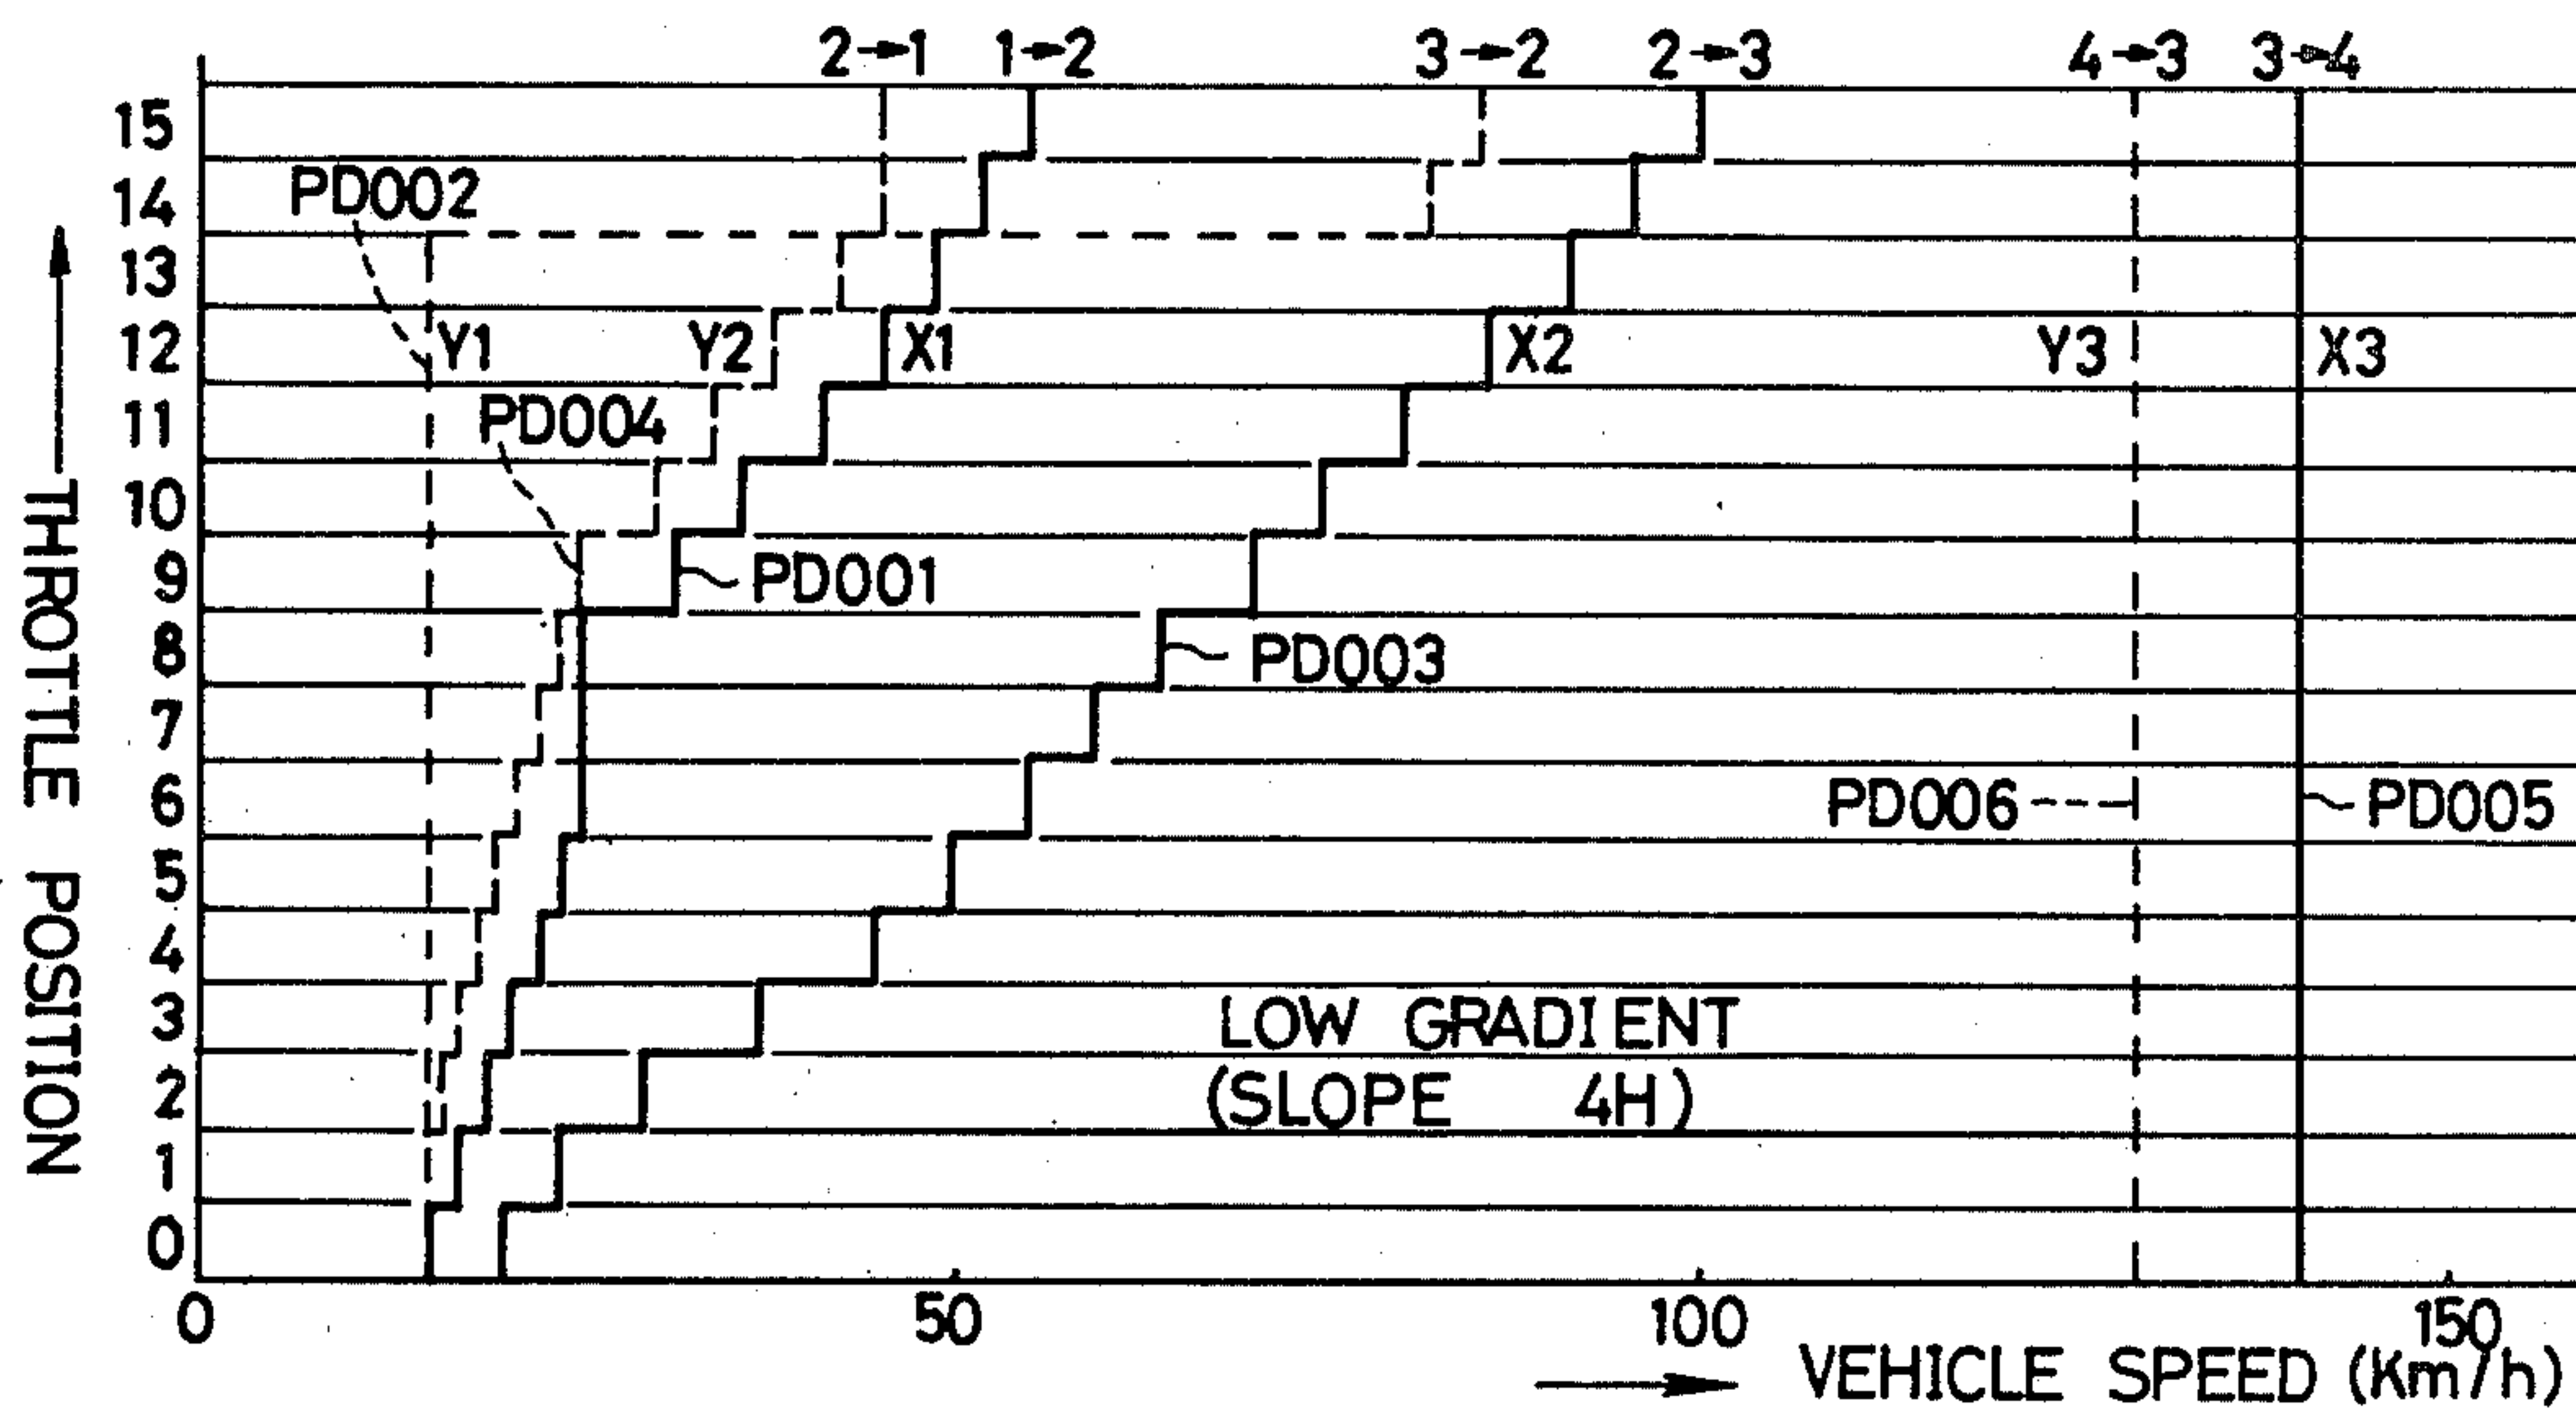 2→1 1→2 3→2 2→3 4→3 3→4
15
14
PD002
13
12
Y1 Y2 X1 X2 Y3 X3
11
PD004
10
9
PD001
8
PD003
7
6
PD006 PD005
5
4
3
LOW GRADIENT
2
(SLOPE 4H)
1
0
0 50 100 150
THROTTLE POSITION
VEHICLE SPEED (Km/h)